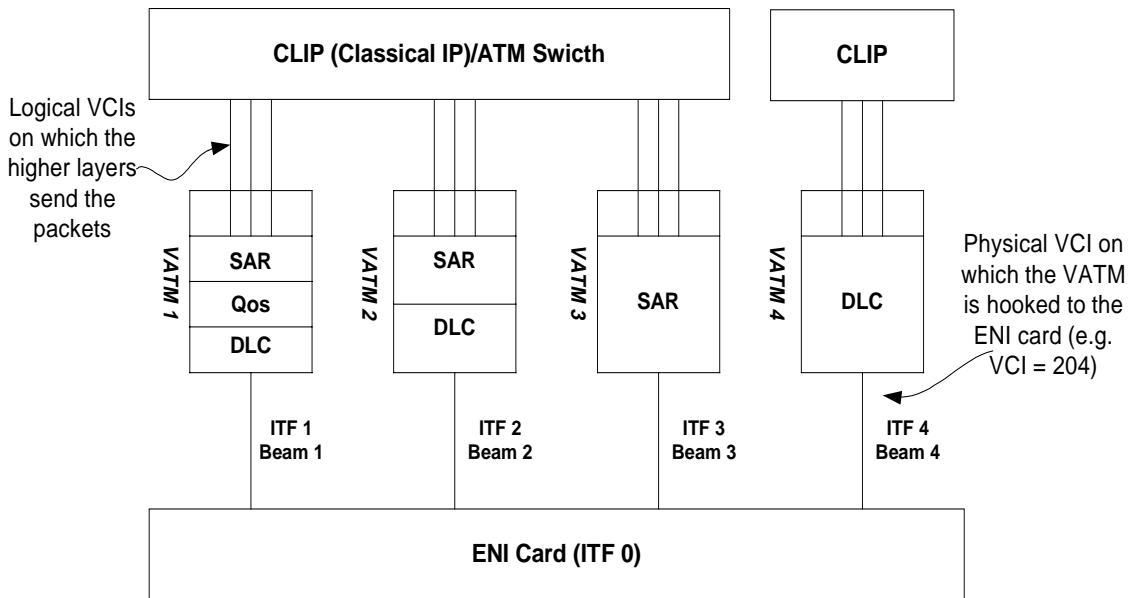 CLIP (Classical IP)/ATM Swicth
CLIP
Logical VCIs
on which the
higher layers
send the
packets
VATM 1
SAR
Qos
DLC
VATM 2
SAR
DLC
VATM 3
SAR
VATM 4
DLC
Physical VCI on
which the VATM
is hooked to the
ENI card (e.g.
VCI = 204)
ITF 1
Beam 1
ITF 2
Beam 2
ITF 3
Beam 3
ITF 4
Beam 4
ENI Card (ITF 0)